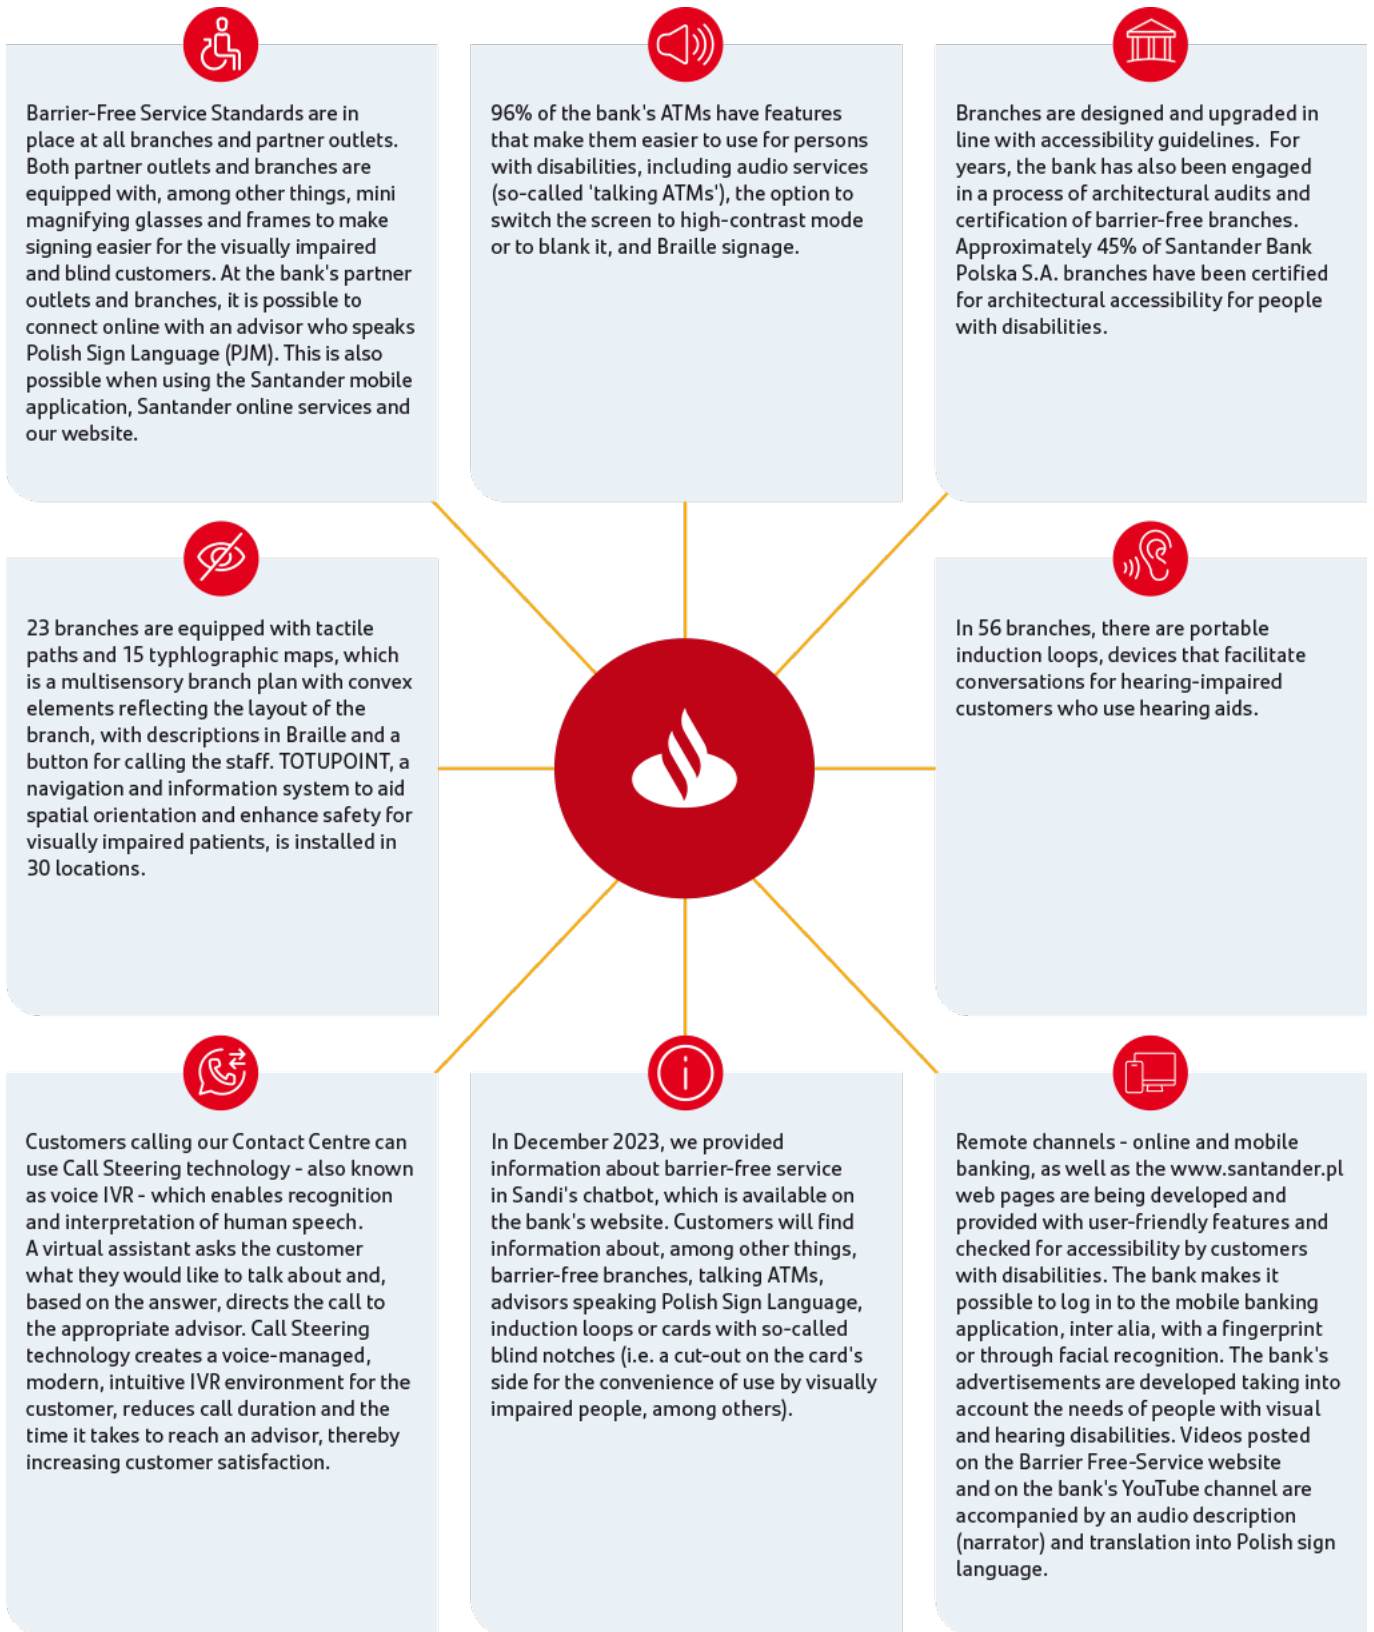 Barrier-Free Service Standards are in
place at all branches and partner outlets.
Both partner outlets and branches are
equipped with, among other things, mini
magnifying glasses and frames to make
signing easier for the visually impaired
and blind customers. At the bank's partner
outlets and branches, it is possible to
connect online with an advisor who speaks
Polish Sign Language (PJM). This is also
possible when using the Santander mobile
application, Santander online services and
our website.
96% of the bank's ATMs have features
that make them easier to use for persons
with disabilities, including audio services
(so-called 'talking ATMs'), the option to
switch the screen to high-contrast mode
or to blank it, and Braille signage.
Branches are designed and upgraded in
line with accessibility guidelines.  For
years, the bank has also been engaged
in a process of architectural audits and
certification of barrier-free branches.
Approximately 45% of Santander Bank
Polska S.A. branches have been certified
for architectural accessibility for people
with disabilities.
23 branches are equipped with tactile
paths and 15 typhlographic maps, which
is a multisensory branch plan with convex
elements reflecting the layout of the
branch, with descriptions in Braille and a
button for calling the staff. TOTUPOINT, a
navigation and information system to aid
spatial orientation and enhance safety for
visually impaired patients, is installed in
30 locations.
In 56 branches, there are portable
induction loops, devices that facilitate
conversations for hearing-impaired
customers who use hearing aids.
Customers calling our Contact Centre can
use Call Steering technology - also known
as voice IVR - which enables recognition
and interpretation of human speech.
A virtual assistant asks the customer
what they would like to talk about and,
based on the answer, directs the call to
the appropriate advisor. Call Steering
technology creates a voice-managed,
modern, intuitive IVR environment for the
customer, reduces call duration and the
time it takes to reach an advisor, thereby
increasing customer satisfaction.
In December 2023, we provided
information about barrier-free service
in Sandi's chatbot, which is available on
the bank's website. Customers will find
information about, among other things,
barrier-free branches, talking ATMs,
advisors speaking Polish Sign Language,
induction loops or cards with so-called
blind notches (i.e. a cut-out on the card's
side for the convenience of use by visually
impaired people, among others).
Remote channels - online and mobile
banking, as well as the www.santander.pl
web pages are being developed and
provided with user-friendly features and
checked for accessibility by customers
with disabilities. The bank makes it
possible to log in to the mobile banking
application, inter alia, with a fingerprint
or through facial recognition. The bank's
advertisements are developed taking into
account the needs of people with visual
and hearing disabilities. Videos posted
on the Barrier Free-Service website
and on the bank's YouTube channel are
accompanied by an audio description
(narrator) and translation into Polish sign
language.